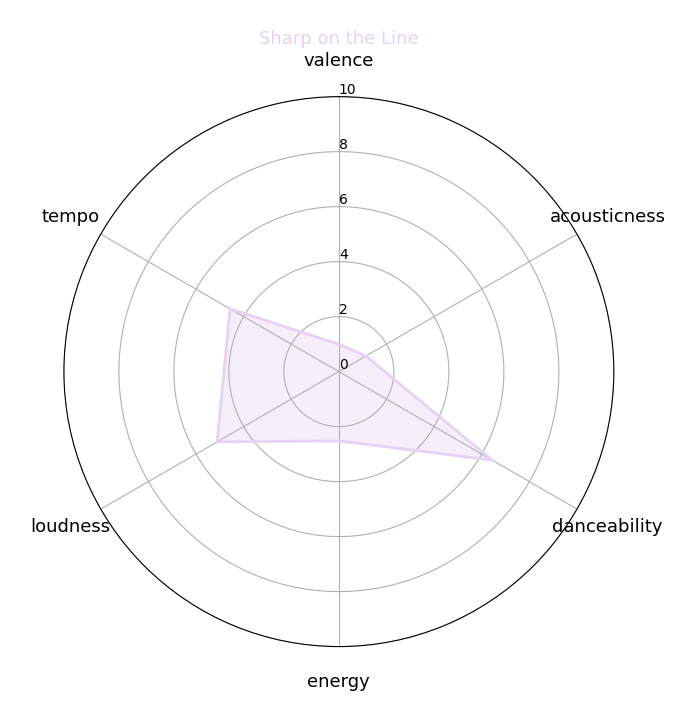 Sharp on the Line
valence
10
8
6
tempo
acousticness
4
2
0
loudness
danceability
energy